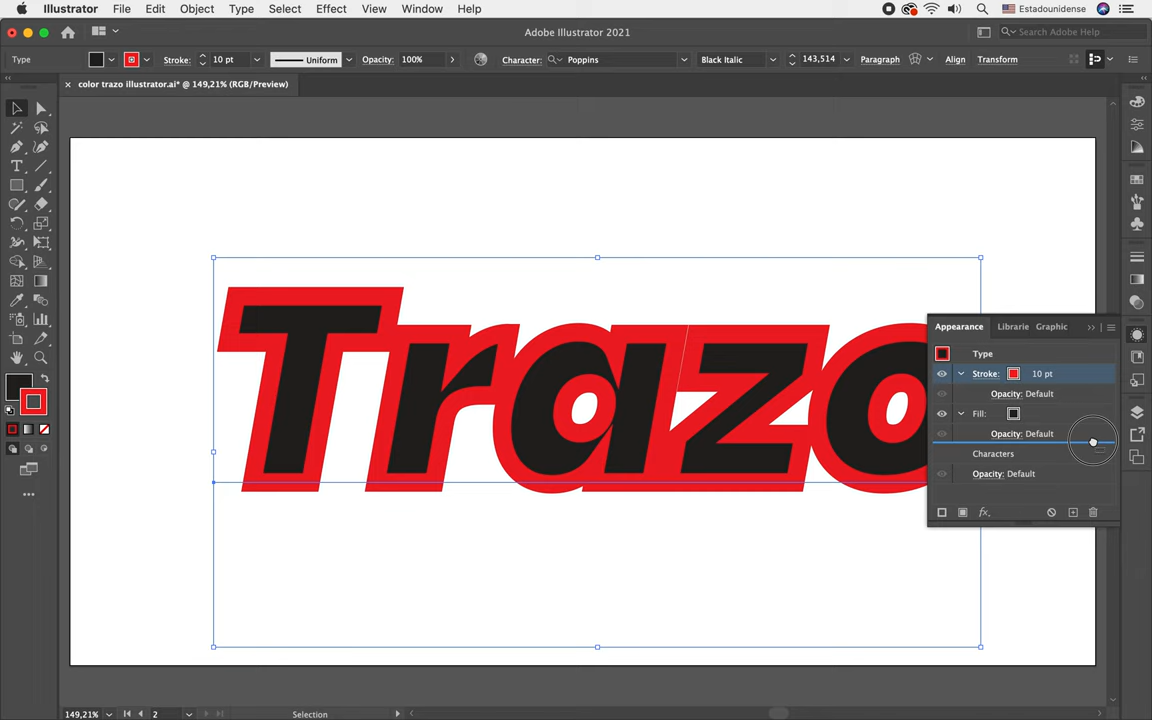 Illustrator File Edit Object Type Select Effect View Window Help Estadounidense
Adobe Illustrator 2021 Search Adobe Help
Type Stroke: 10 pt Uniform Opacity: 100% Character: Poppins Black Italic 143,514 Paragraph Align Transform
color trazo illustrator.ai* @ 149,21% (RGB/Preview)
Trazo
Appearance Librarie Graphic
Type
Stroke: 10 pt
Opacity: Default
Fill:
Opacity: Default
Characters
Opacity: Default
fx.
149,21% 2 Selection